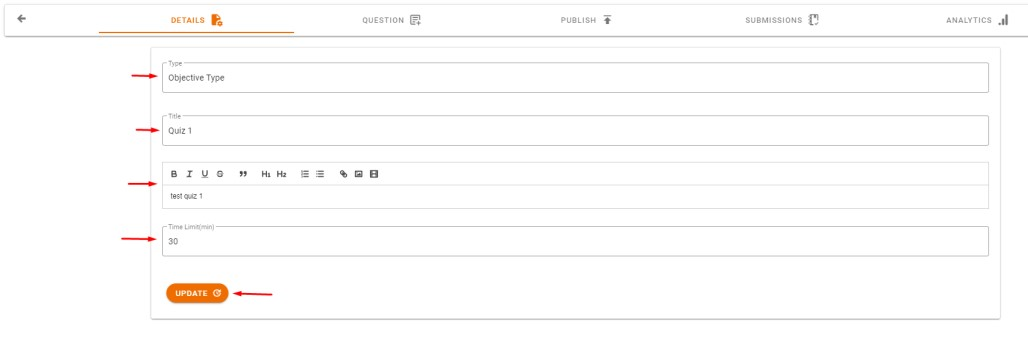 DETAILS QUESTION PUBLISH SUBMISSIONS ANALYTICS
Type
Objective Type
Title
Quiz 1
B I U S " H1 H2
test quiz 1
Time Limit(min)
30
UPDATE